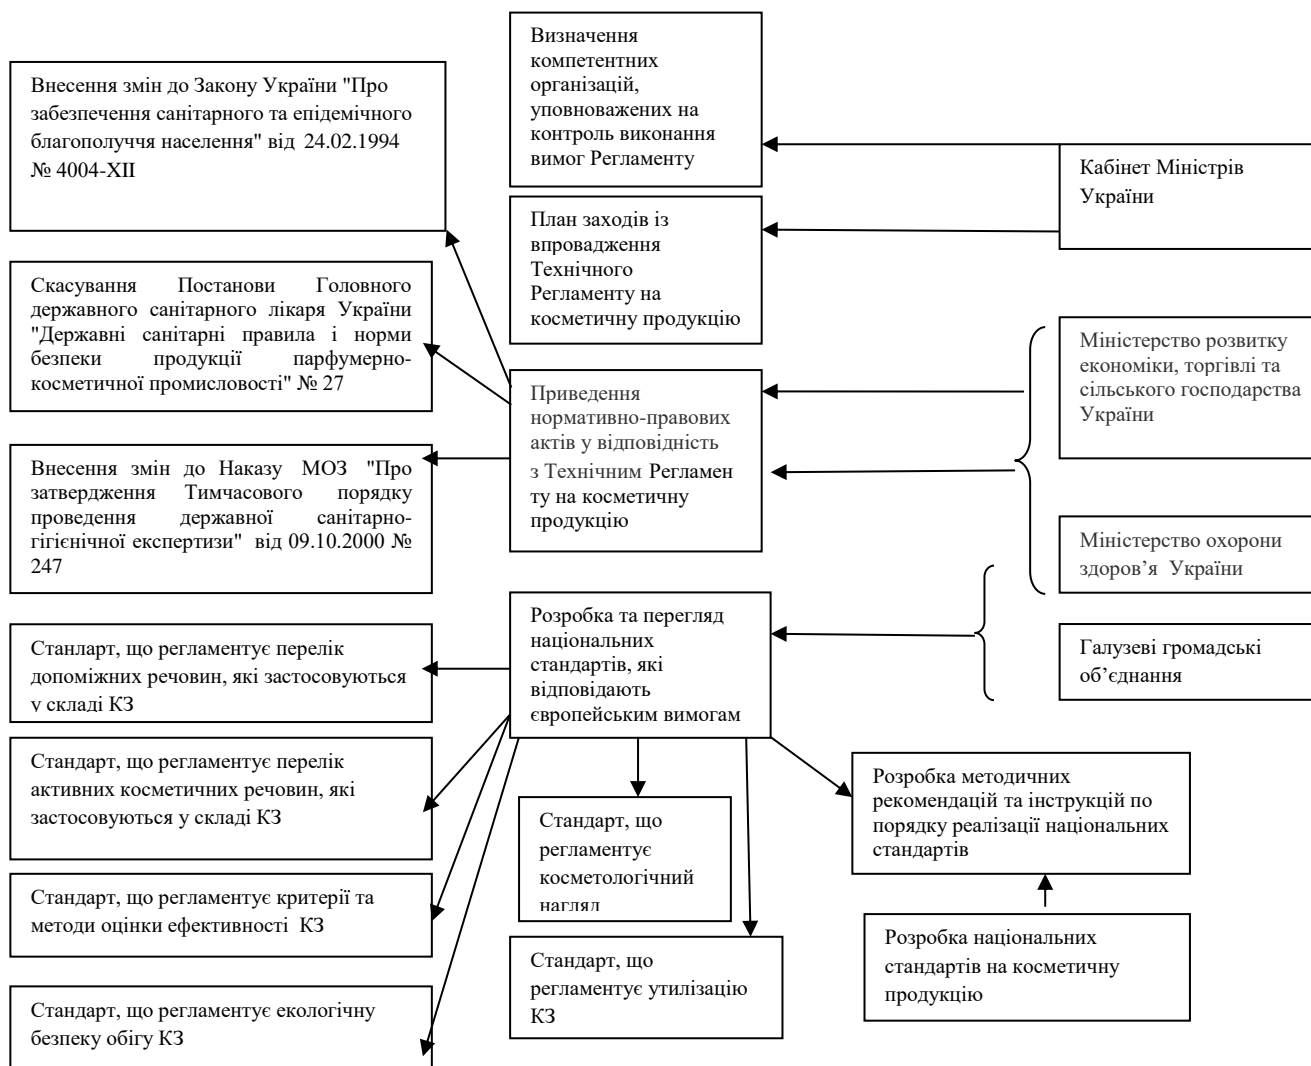 Визначення
компетентних
організацій,
уповноважених на
контроль виконання
вимог Регламенту
Внесення змін до Закону України "Про
забезпечення санітарного та епідемічного
благополуччя населення" від 24.02.1994
№ 4004-XII
Кабінет Міністрів
України
План заходів із
впровадження
Технічного
Регламенту на
косметичну продукцію
Скасування Постанови Головного
державного санітарного лікаря України
"Державні санітарні правила і норми
безпеки продукції парфумерно-
косметичної промисловості" № 27
Міністерство розвитку
економіки, торгівлі та
сільського господарства
України
Приведення
нормативно-правових
актів у відповідність
з Технічним Регламен
ту на косметичну
продукцію
Внесення змін до Наказу МОЗ "Про
затвердження Тимчасового порядку
проведення державної санітарно-
гігієнічної експертизи" від 09.10.2000 №
247
Міністерство охорони
здоров’я України
Розробка та перегляд
національних
стандартів, які
відповідають
європейським вимогам
Галузеві громадські
об’єднання
Станларт, що регламентує перелік
допоміжних речовин, які застосовуються
у складі КЗ
Стандарт, що регламентує перелік
активних косметичних речовин, які
застосовуються у складі КЗ
Розробка методичних
рекомендацій та інструкцій по
порядку реалізації національних
стандартів
Стандарт, що
регламентує
косметологічний
нагляд
Стандарт, що регламентує критерії та
методи оцінки ефективності КЗ
Розробка національних
стандартів на косметичну
продукцію
Стандарт, що
регламентує утилізацію
КЗ
Стандарт, що регламентує екологічну
безпеку обігу КЗ